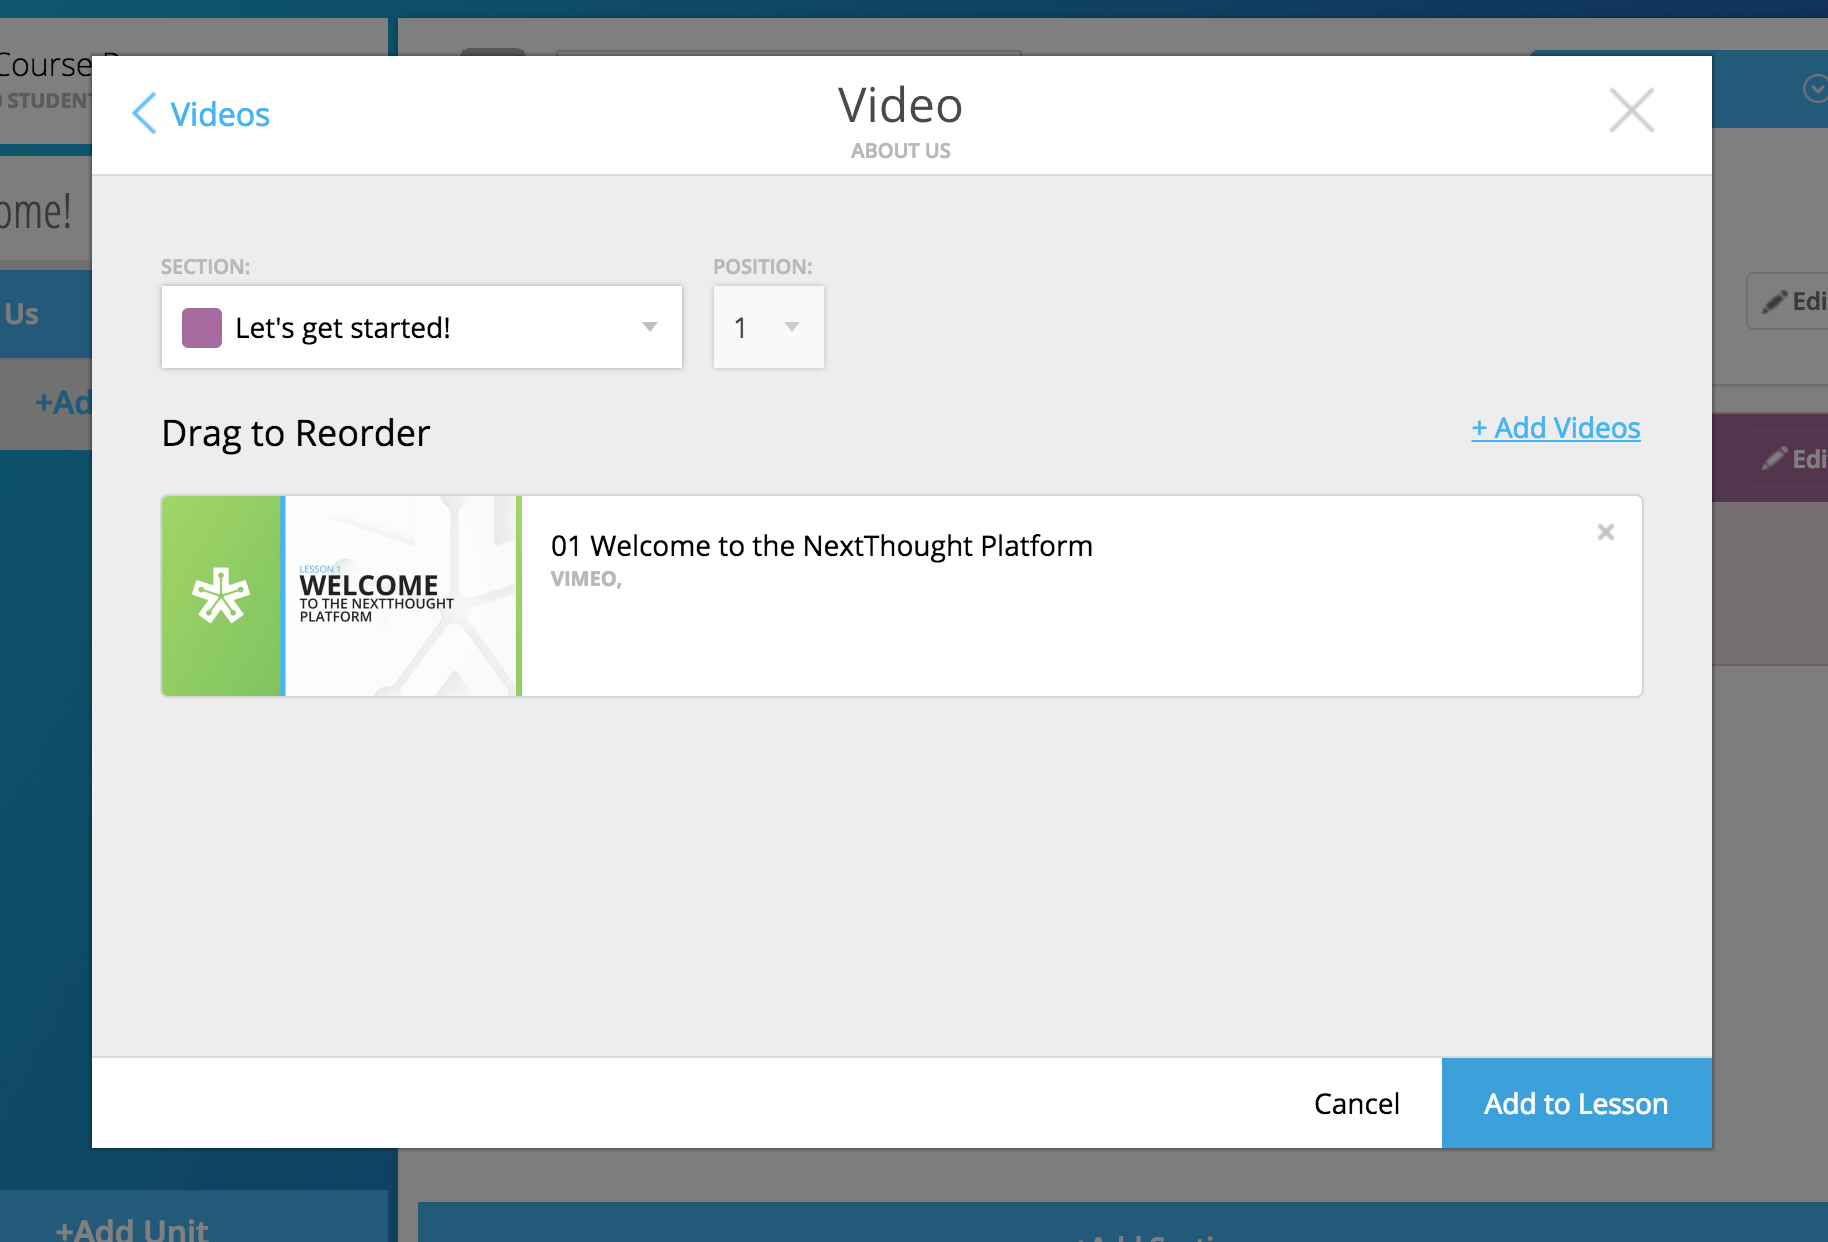 Course
STUDENT
ome!
Us
+Ad
Videos
Video
ABOUT US
SECTION:
POSITION:
Let's get started!
1
Drag to Reorder
+ Add Videos
LESSON 1
WELCOME
TO THE NEXTTHOUGHT
PLATFORM
01 Welcome to the NextThought Platform
VIMEO,
Edi
Edi
Cancel
Add to Lesson
+Add Unit